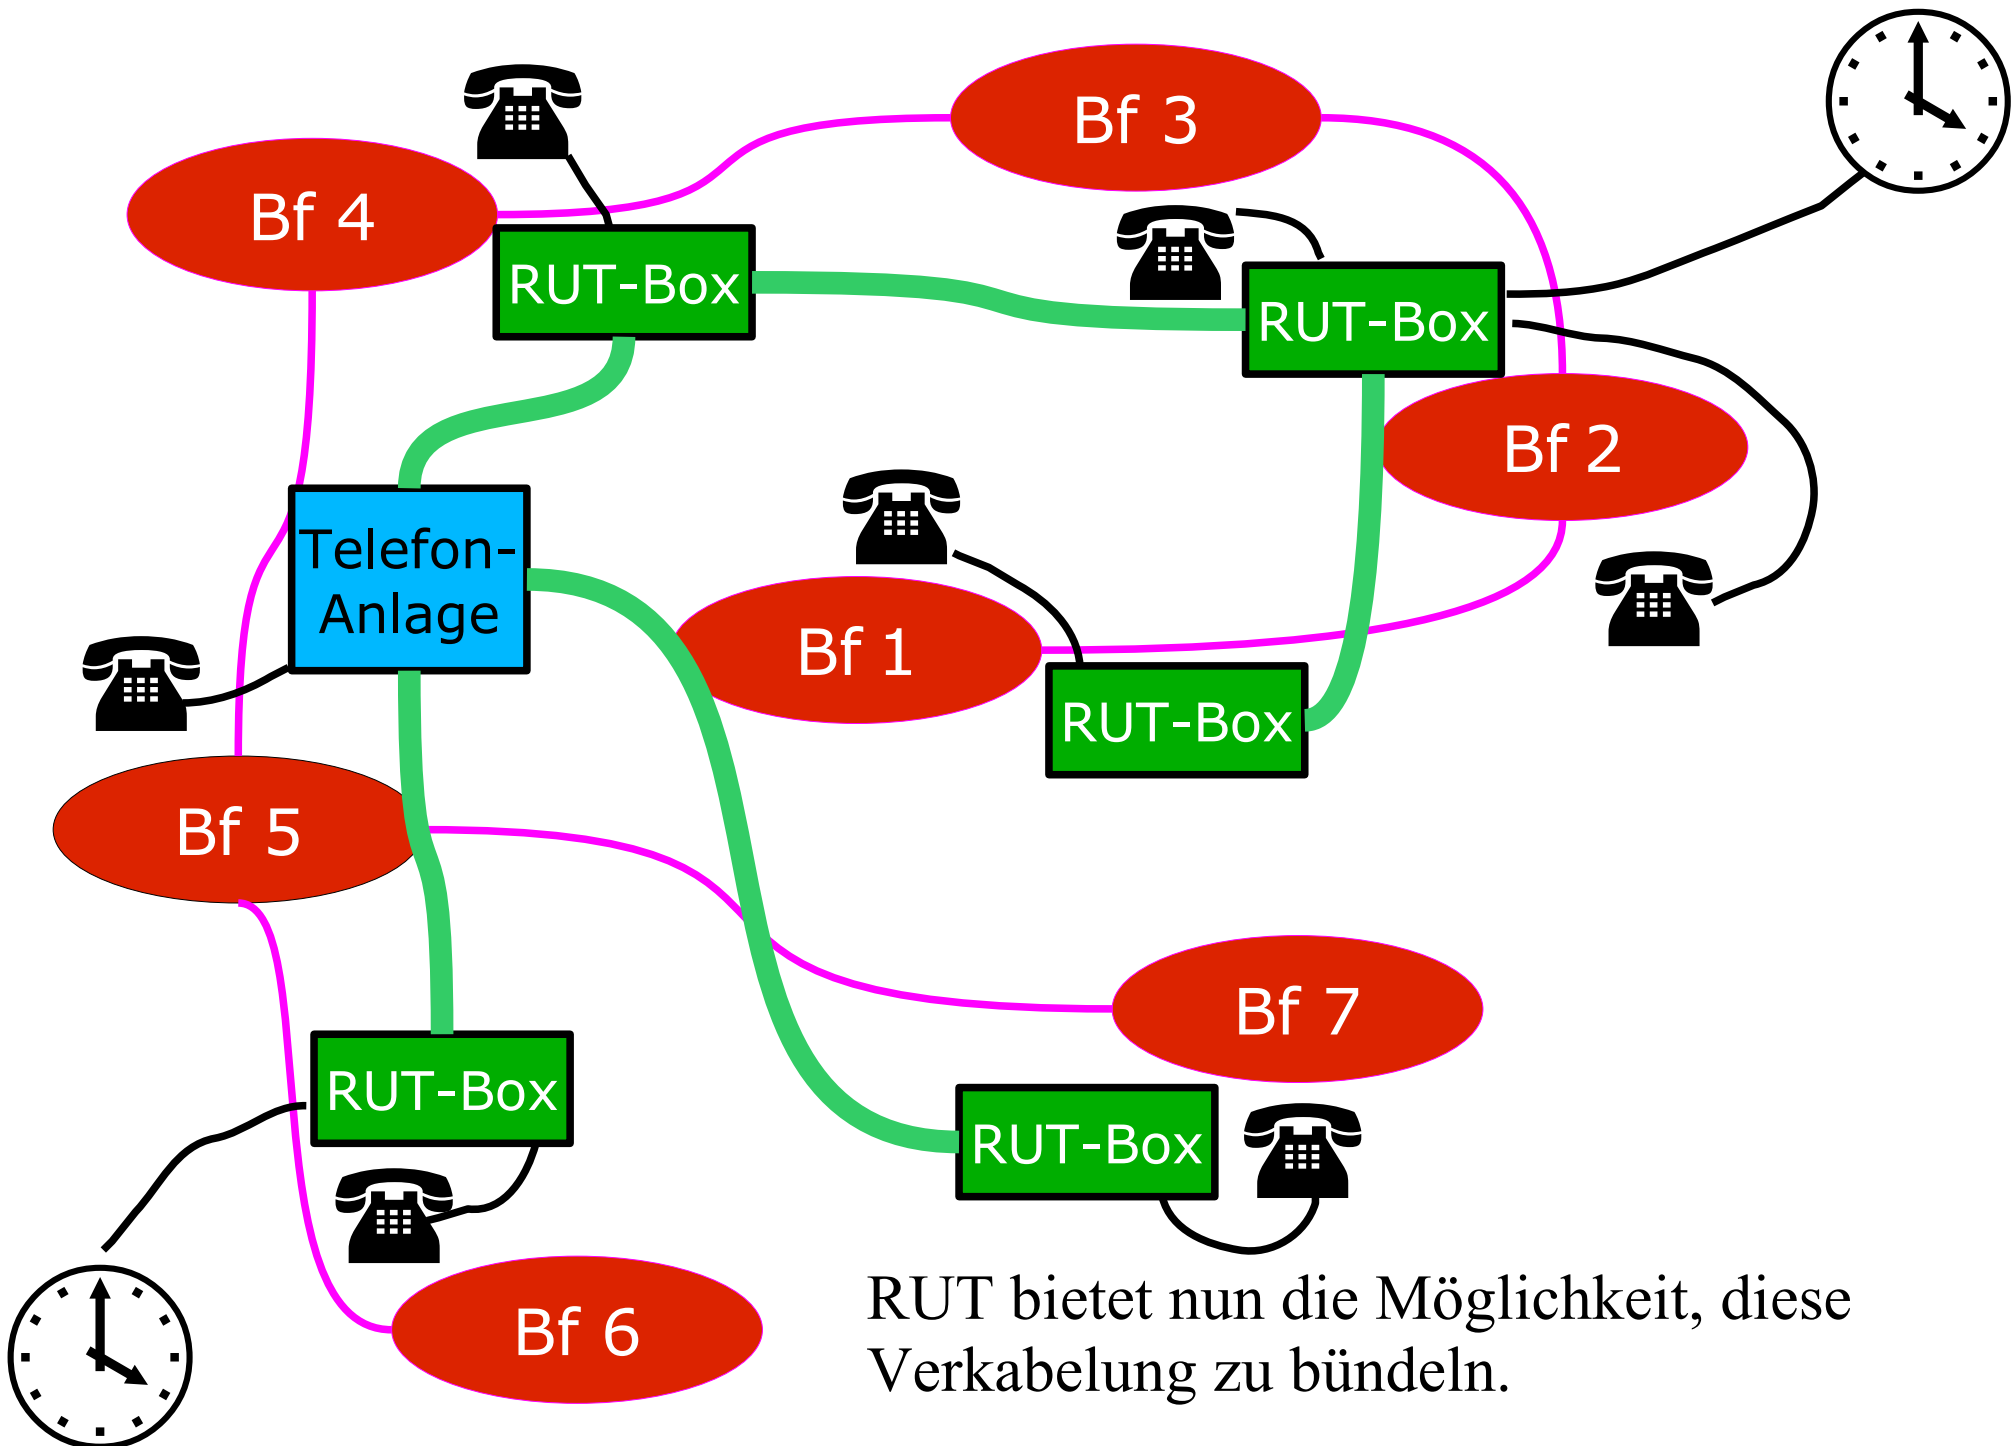 Bf 3
Bf 4
RUT-Box
RUT-Box
Bf 2
Telefon-
Anlage
Bf 1
RUT-Box
Bf 5
Bf 7
RUT-Box
RUT-Box
Bf 6
RUT bietet nun die Möglichkeit, diese
Verkabelung zu bündeln.